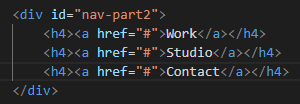 <div id="nav-part2">
    <h4><a href="#">Work</a></h4>
    <h4><a href="#">Studio</a></h4>
    <h4><a href="#">Contact</a></h4>
</div>